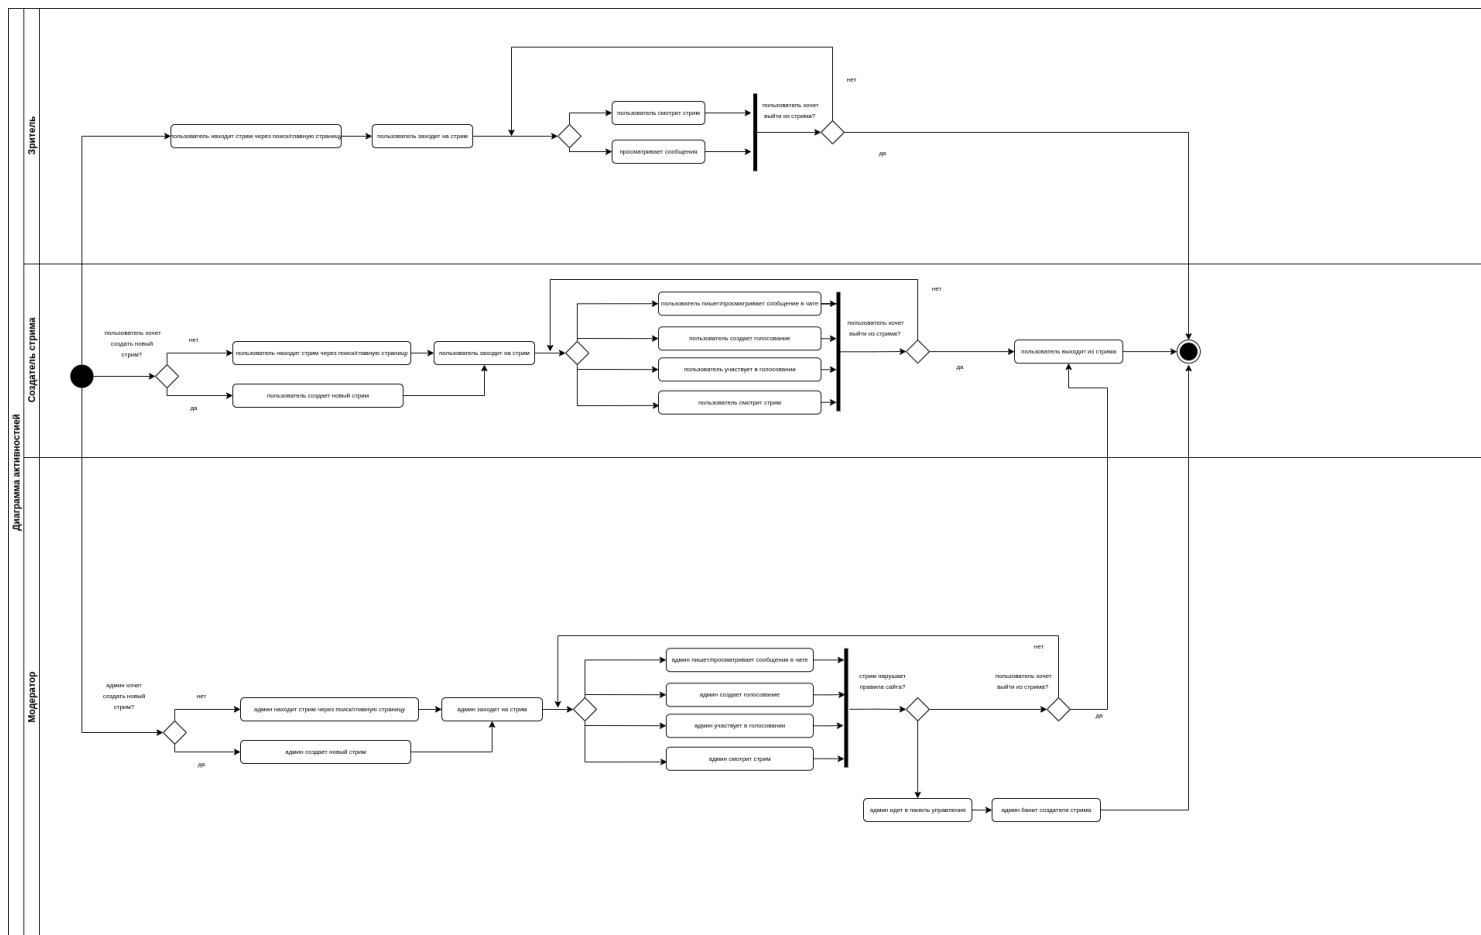 Диаграмма активностией
Зритель
нет
пользователь хочет
выйти из стрима?
пользователь смотрит стрим
пользователь находит стрим через поиск/главную страницу
пользователь заходит на стрим
просматривает сообщения
да
Создатель стрима
нет
пользователь пишет/просматривает сообщение в чате
пользователь хочет
создать новый
стрим?
нет
пользователь хочет
выйти из стрима?
пользователь создает голосование
пользователь находит стрим через поиск/главную страницу
пользователь заходит на стрим
пользователь выходит из стрима
пользователь участвует в голосовании
да
пользователь создает новый стрим
пользователь смотрит стрим
да
Модератор
нет
админ пишет/просматривает сообщения в чате
админ хочет
создать новый
стрим?
стрим нарушает
правила сайта?
пользователь хочет
выйти из стрима?
нет
админ создает голосование
админ находит стрим через поиск/главную страницу
админ заходит на стрим
да
админ участвует в голосовании
админ создает новый стрим
админ смотрит стрим
да
админ идет в панель управления
админ банит создателя стрима